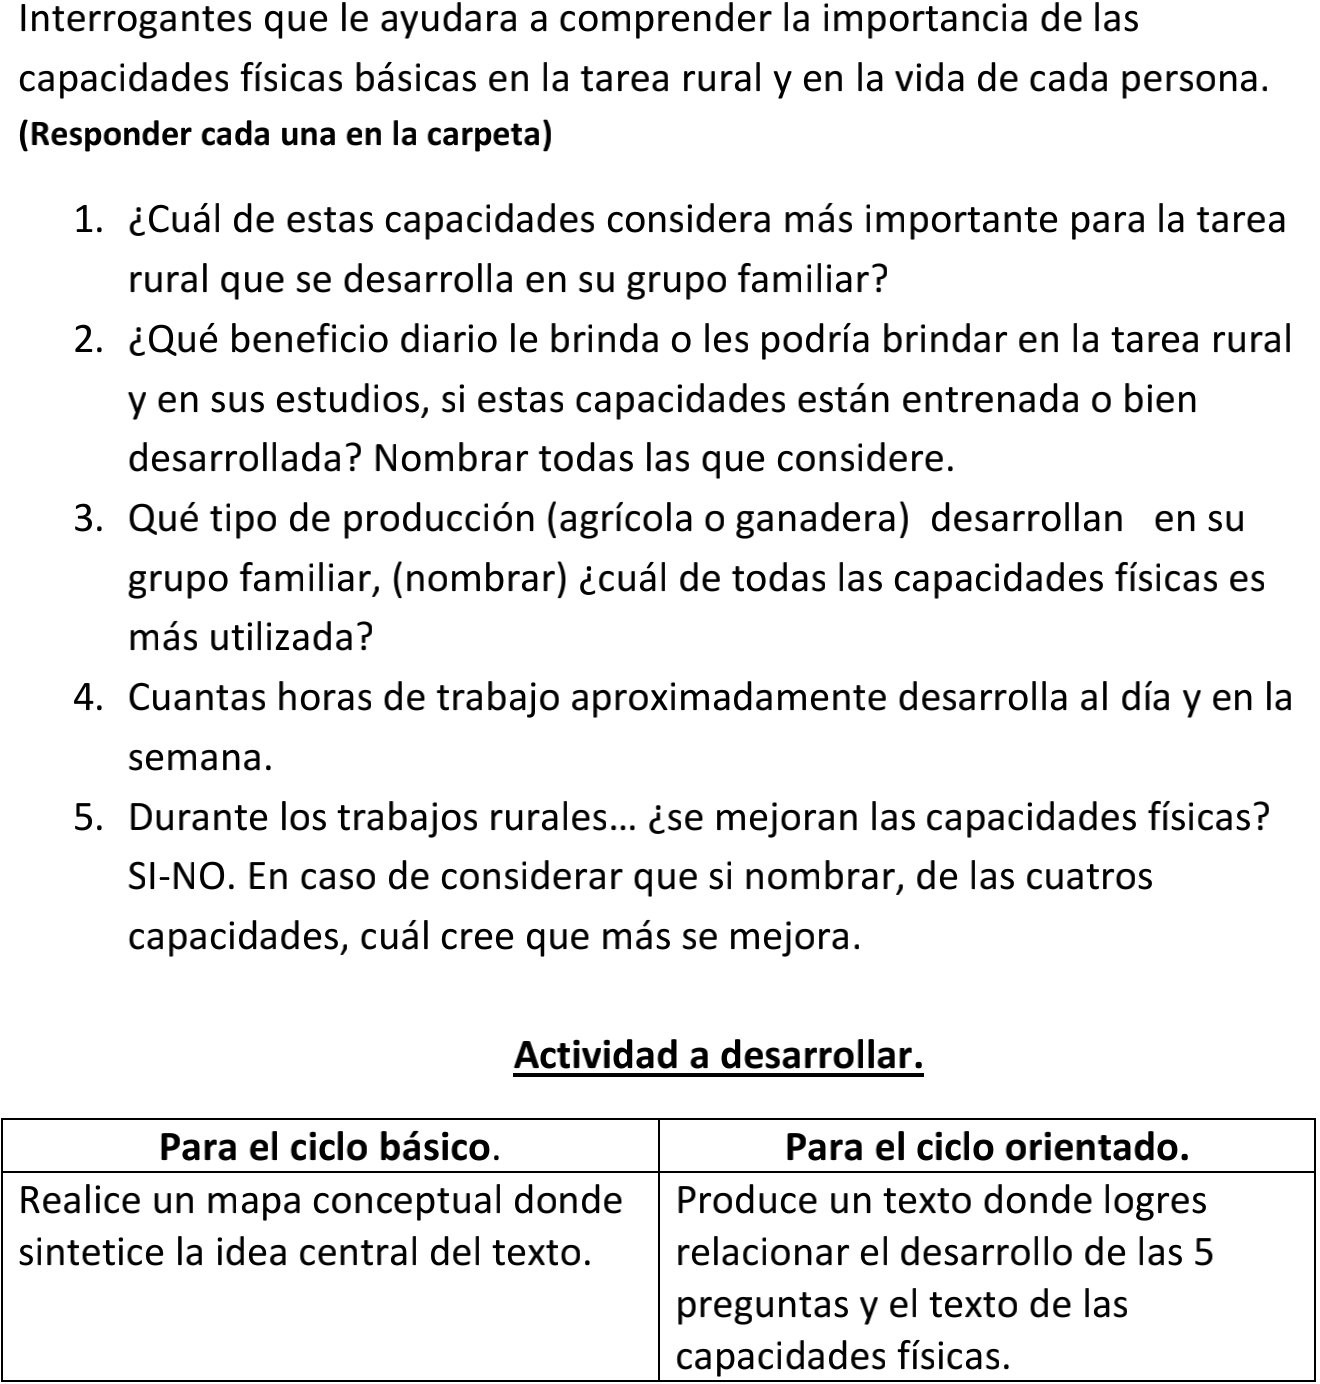 Interrogantes que le ayudara a comprender la importancia de las
capacidades físicas básicas en la tarea rural y en la vida de cada persona.
(Responder cada una en la carpeta)
1. ¿Cuál de estas capacidades considera más importante para la tarea
rural que se desarrolla en su grupo familiar?
2. ¿Qué beneficio diario le brinda o les podría brindar en la tarea rural
y en sus estudios, si estas capacidades están entrenada o bien
desarrollada? Nombrar todas las que considere.
3. Qué tipo de producción (agrícola o ganadera) desarrollan en su
grupo familiar, (nombrar) ¿cuál de todas las capacidades físicas es
más utilizada?
4. Cuantas horas de trabajo aproximadamente desarrolla al día y en la
semana.
5. Durante los trabajos rurales... ¿se mejoran las capacidades físicas?
SI-NO. En caso de considerar que si nombrar, de las cuatros
capacidades, cuál cree que más se mejora.
Actividad a desarrollar.
Para el ciclo básico.
Realice un mapa conceptual donde
sintetice la idea central del texto.
Para el ciclo orientado.
Produce un texto donde logres
relacionar el desarrollo de las 5
preguntas y el texto de las
capacidades físicas.